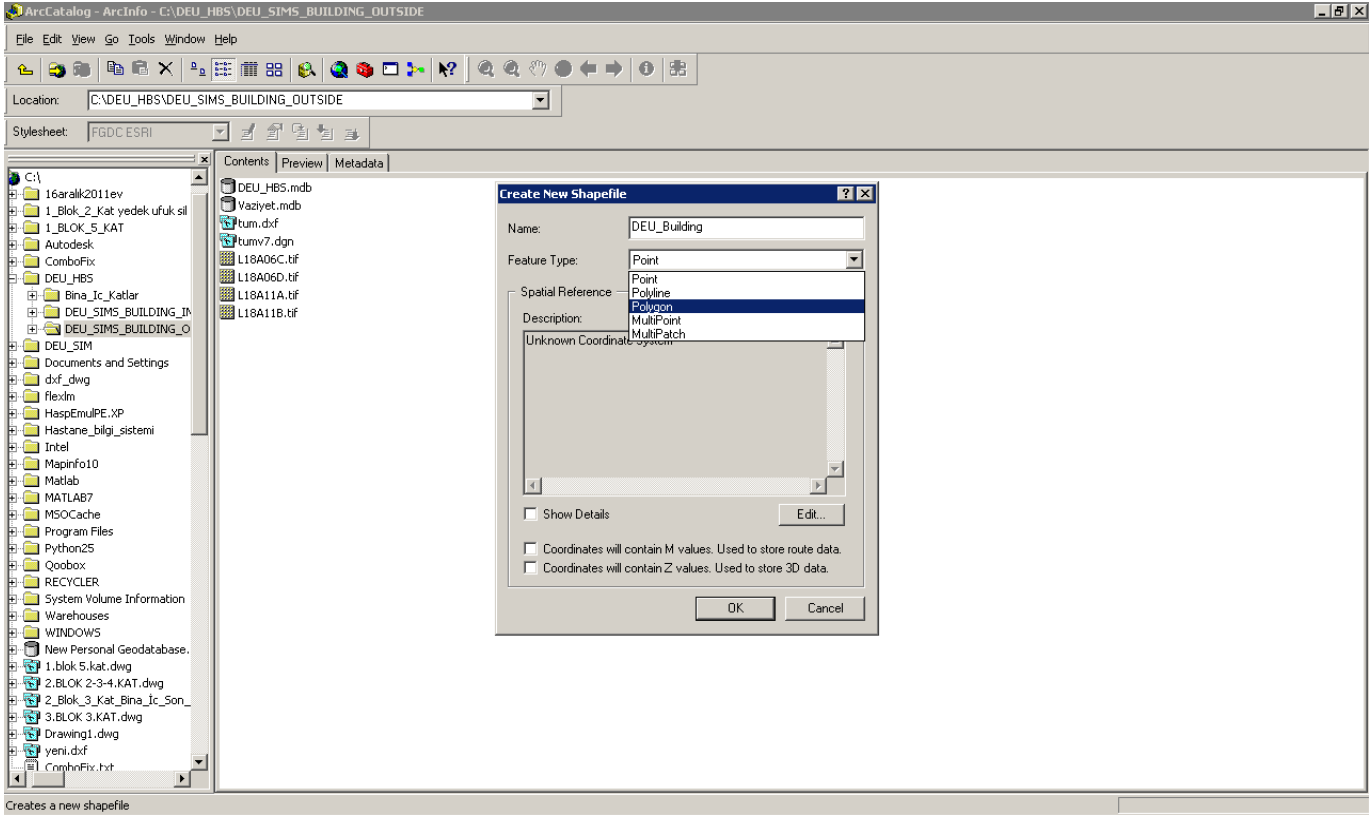 ArcCatalog - ArcInfo - C:\DEU_HBS\DEU_SIMS_BUILDING_OUTSIDE
File Edit View Go Tools Window Help
Location: C:\DEU_HBS\DEU_SIMS_BUILDING_OUTSIDE
Stylesheet: FGDC ESRI
C:\
16aralık2011ev
1_Blok_2_Kat yedek ufuk sil
1_BLOK_5_KAT
Autodesk
ComboFix
DEU_HBS
Bina_Ic_Katlar
DEU_SIMS_BUILDING_IN
DEU_SIMS_BUILDING_O
DEU_SIM
Documents and Settings
dxf_dwg
flexlm
HaspEmulPE.XP
Hastane_bilgi_sistemi
Intel
Mapinfo10
Matlab
MATLAB7
MSOCache
Program Files
Python25
Qoobox
RECYCLER
System Volume Information
Warehouses
WINDOWS
New Personal Geodatabase.
1.blok 5.kat.dwg
2.BLOK 2-3-4.KAT.dwg
2_Blok_3_Kat_Bina_İc_Son_
3.BLOK 3.KAT.dwg
Drawing1.dwg
yeni.dxf
ComboFix.txt
Contents Preview Metadata
DEU_HBS.mdb
Vaziyet.mdb
tum.dxf
tumv7.dgn
L18A06C.tif
L18A06D.tif
L18A11A.tif
L18A11B.tif
Create New Shapefile
Name: DEU_Building
Feature Type: Point
Point
Polyline
Polygon
MultiPoint
MultiPatch
Spatial Reference
Description:
Unknown Coordinate System
Show Details Edit...
Coordinates will contain M values. Used to store route data.
Coordinates will contain Z values. Used to store 3D data.
OK Cancel
Creates a new shapefile